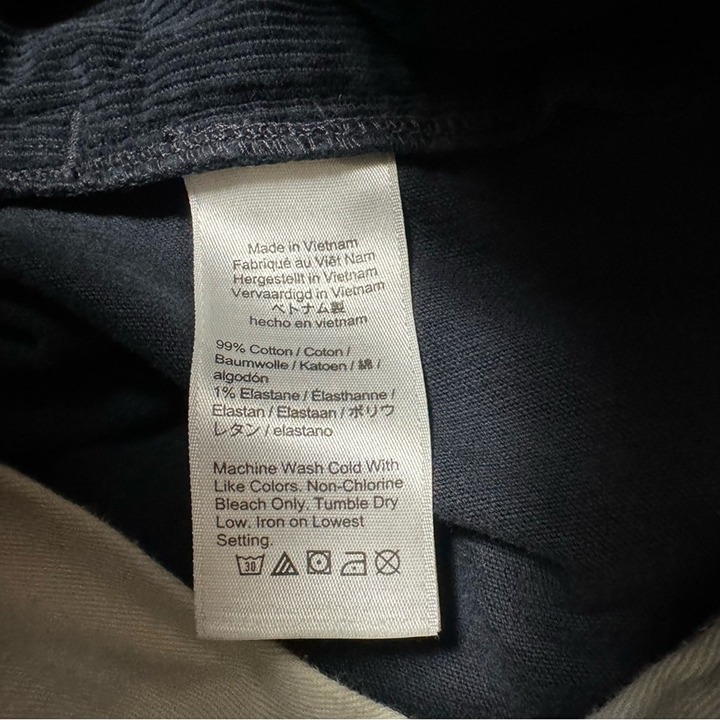 Made in Vietnam
Fabriqué au Việt Nam
Hergestellt in Vietnam
Vervaardigd in Vietnam
ベトナム製
hecho en vietnam
99% Cotton / Coton /
Baumwolle / Katoen / 綿 /
algodón
1% Elastane / Élasthanne /
Elastan / Elastaan / ポリウ
レタン / elastano
Machine Wash Cold With
Like Colors. Non-Chlorine
Bleach Only. Tumble Dry
Low. Iron on Lowest
Setting.
30